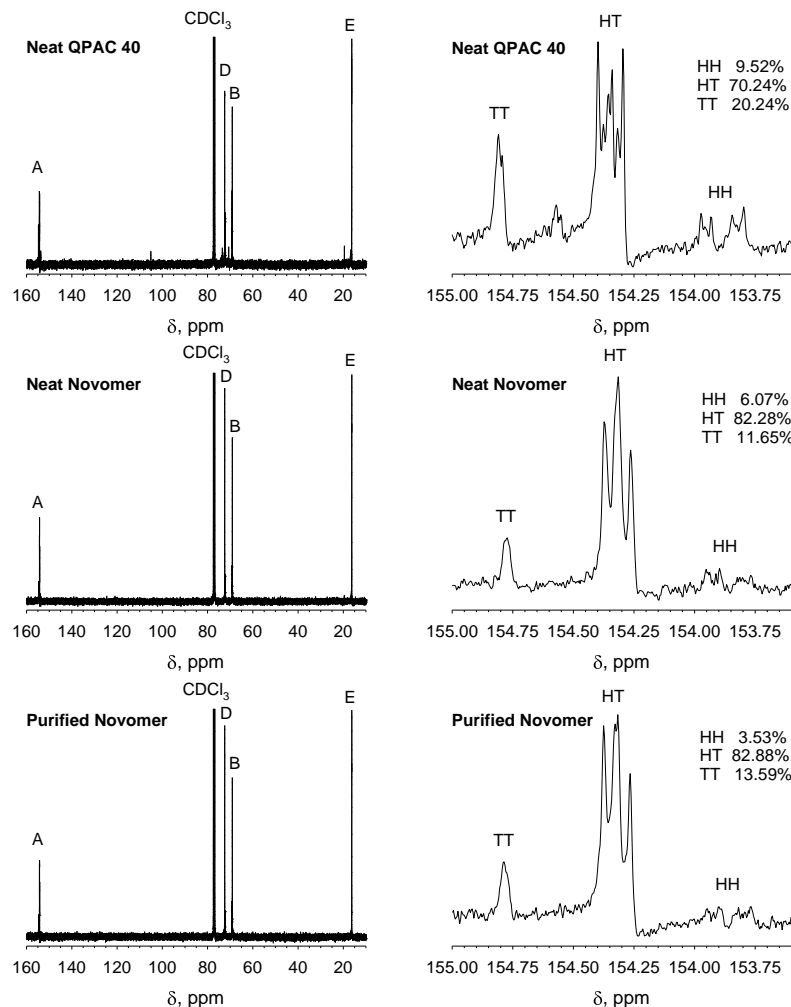 CDCl3
Neat QPAC 40
D
B
A
E
160 140 120 100 80 60 40 20
δ, ppm
HT
Neat QPAC 40
HH 9.52%
HT 70.24%
TT 20.24%
TT
HH
155.00 154.75 154.50 154.25 154.00 153.75
δ, ppm
CDCl3
Neat Novomer
D
B
A
E
160 140 120 100 80 60 40 20
δ, ppm
HT
Neat Novomer
HH 6.07%
HT 82.28%
TT 11.65%
TT
HH
155.00 154.75 154.50 154.25 154.00 153.75
δ, ppm
CDCl3
Purified Novomer
D
B
A
E
160 140 120 100 80 60 40 20
δ, ppm
HT
Purified Novomer
HH 3.53%
HT 82.88%
TT 13.59%
TT
HH
155.00 154.75 154.50 154.25 154.00 153.75
δ, ppm